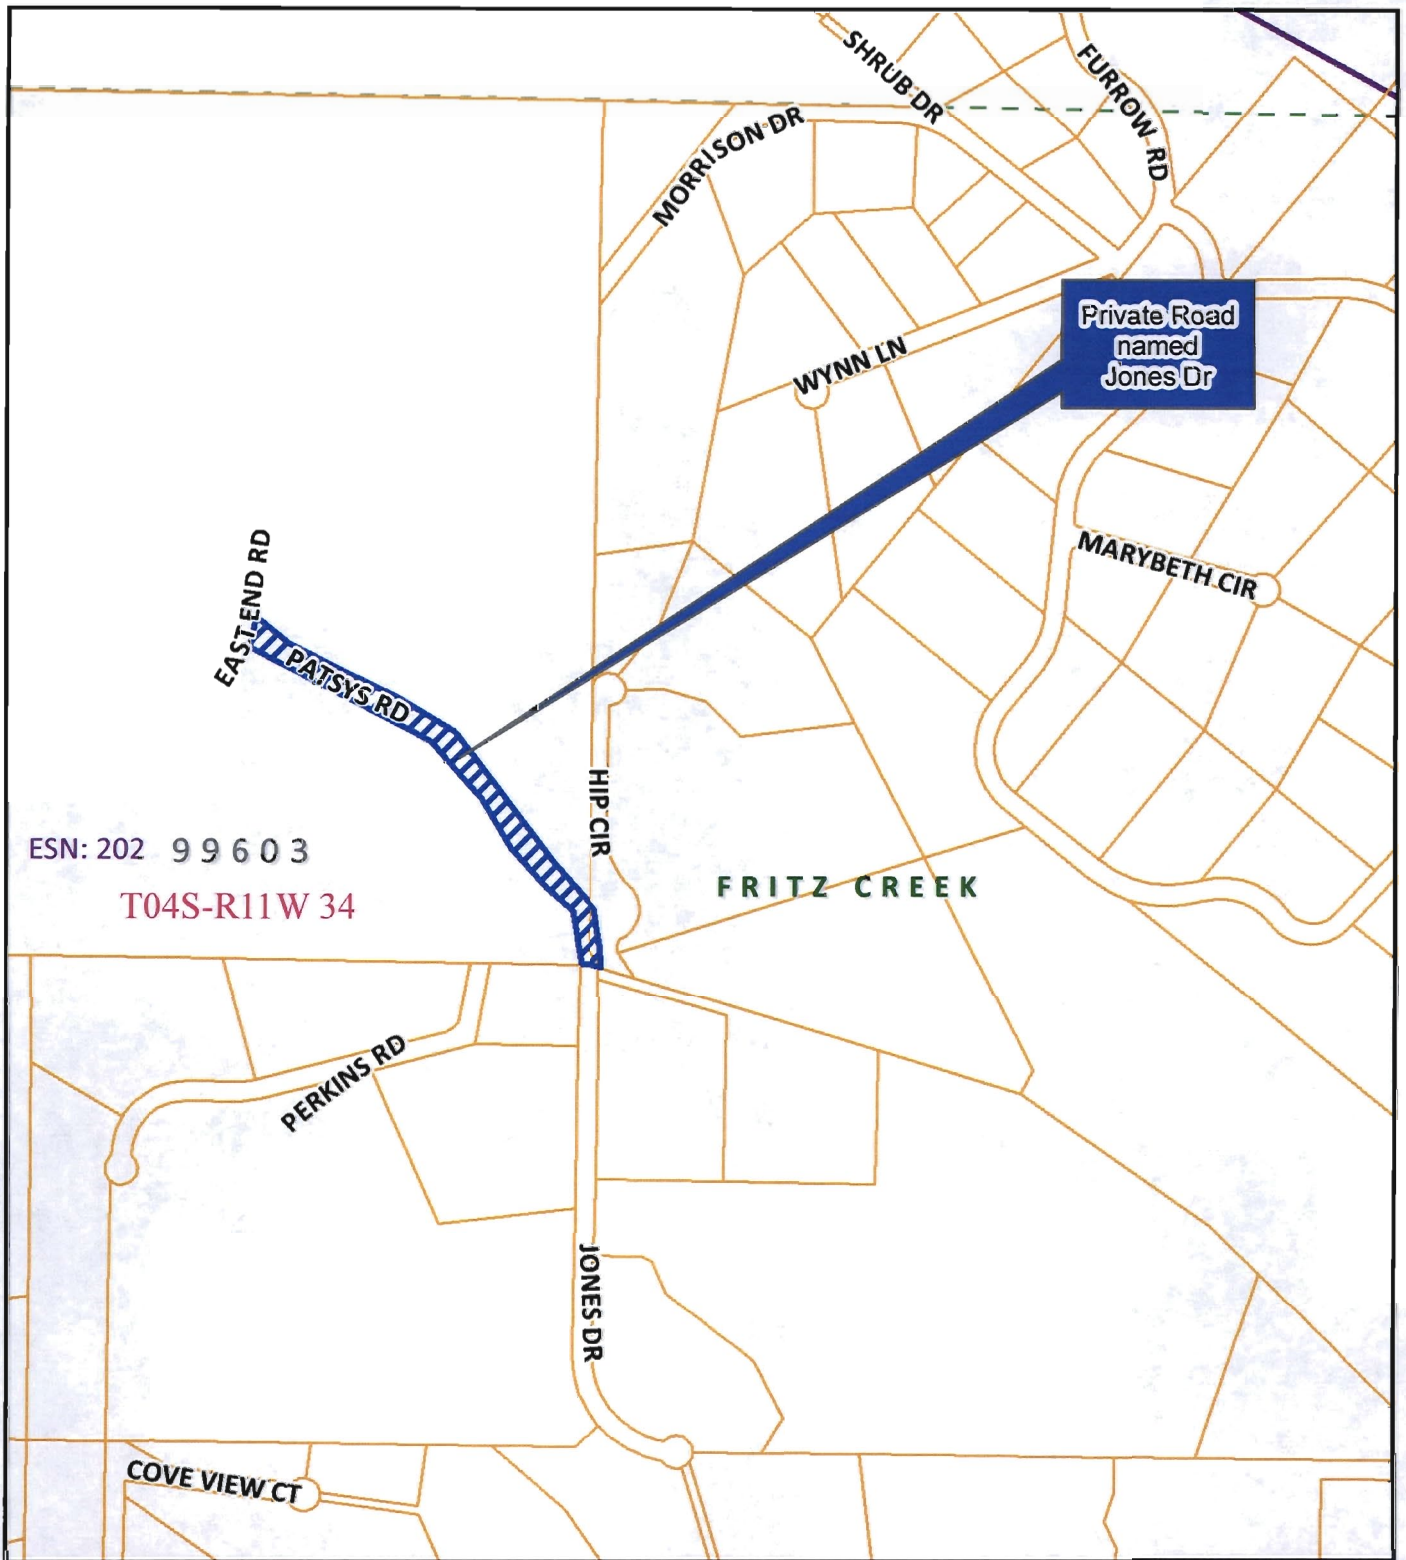 SHRUB DR
FURROW RD
MORRISON DR
Private Road
named
Jones Dr
WYNN LN
MARYBETH CIR
EAST END RD
PATSYS RD
HIP CIR
ESN: 202 99603
FRITZ CREEK
T04S-R11W 34
PERKINS RD
JONES DR
COVE VIEW CT